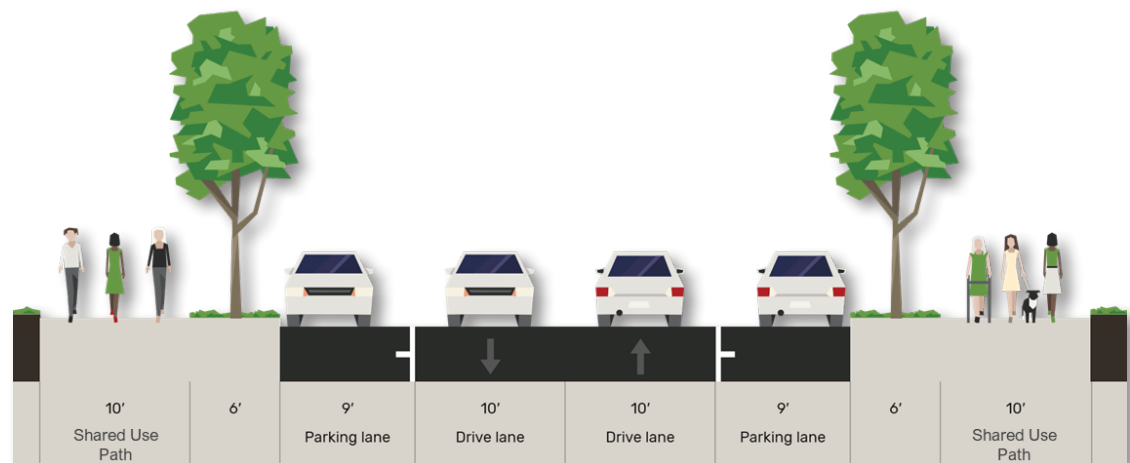 10’ 6’ 9’ 10’ 10’ 9’ 6’ 10’
Shared Use Parking lane Drive lane Drive lane Parking lane Shared Use
Path Path